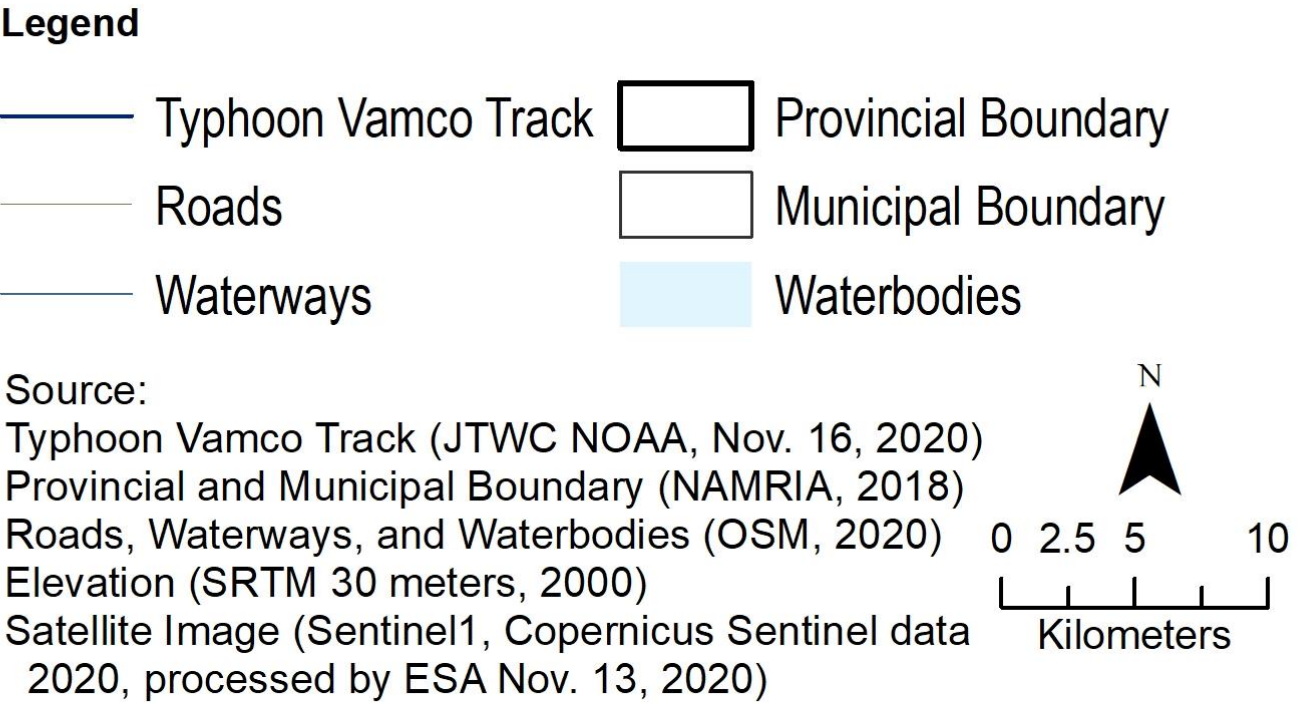 Legend
Typhoon Vamco Track
Provincial Boundary
Roads
Municipal Boundary
Waterways
Waterbodies
Source:
Typhoon Vamco Track (JTWC NOAA, Nov. 16, 2020)
Provincial and Municipal Boundary (NAMRIA, 2018)
Roads, Waterways, and Waterbodies (OSM, 2020)
Elevation (SRTM 30 meters, 2000)
Satellite Image (Sentinel1, Copernicus Sentinel data
2020, processed by ESA Nov. 13, 2020)
N
0 2.5 5 10
Kilometers